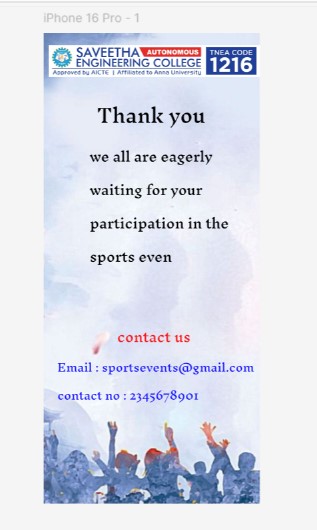 iPhone 16 Pro - 1
SAVEETHA AUTONOMOUS
ENGINEERING COLLEGE
Approved by AICTE | Affiliated to Anna University
TNEA CODE
1216
Thank you
we all are eagerly
waiting for your
participation in the
sports even
contact us
Email : sportsevents@gmail.com
contact no : 2345678901